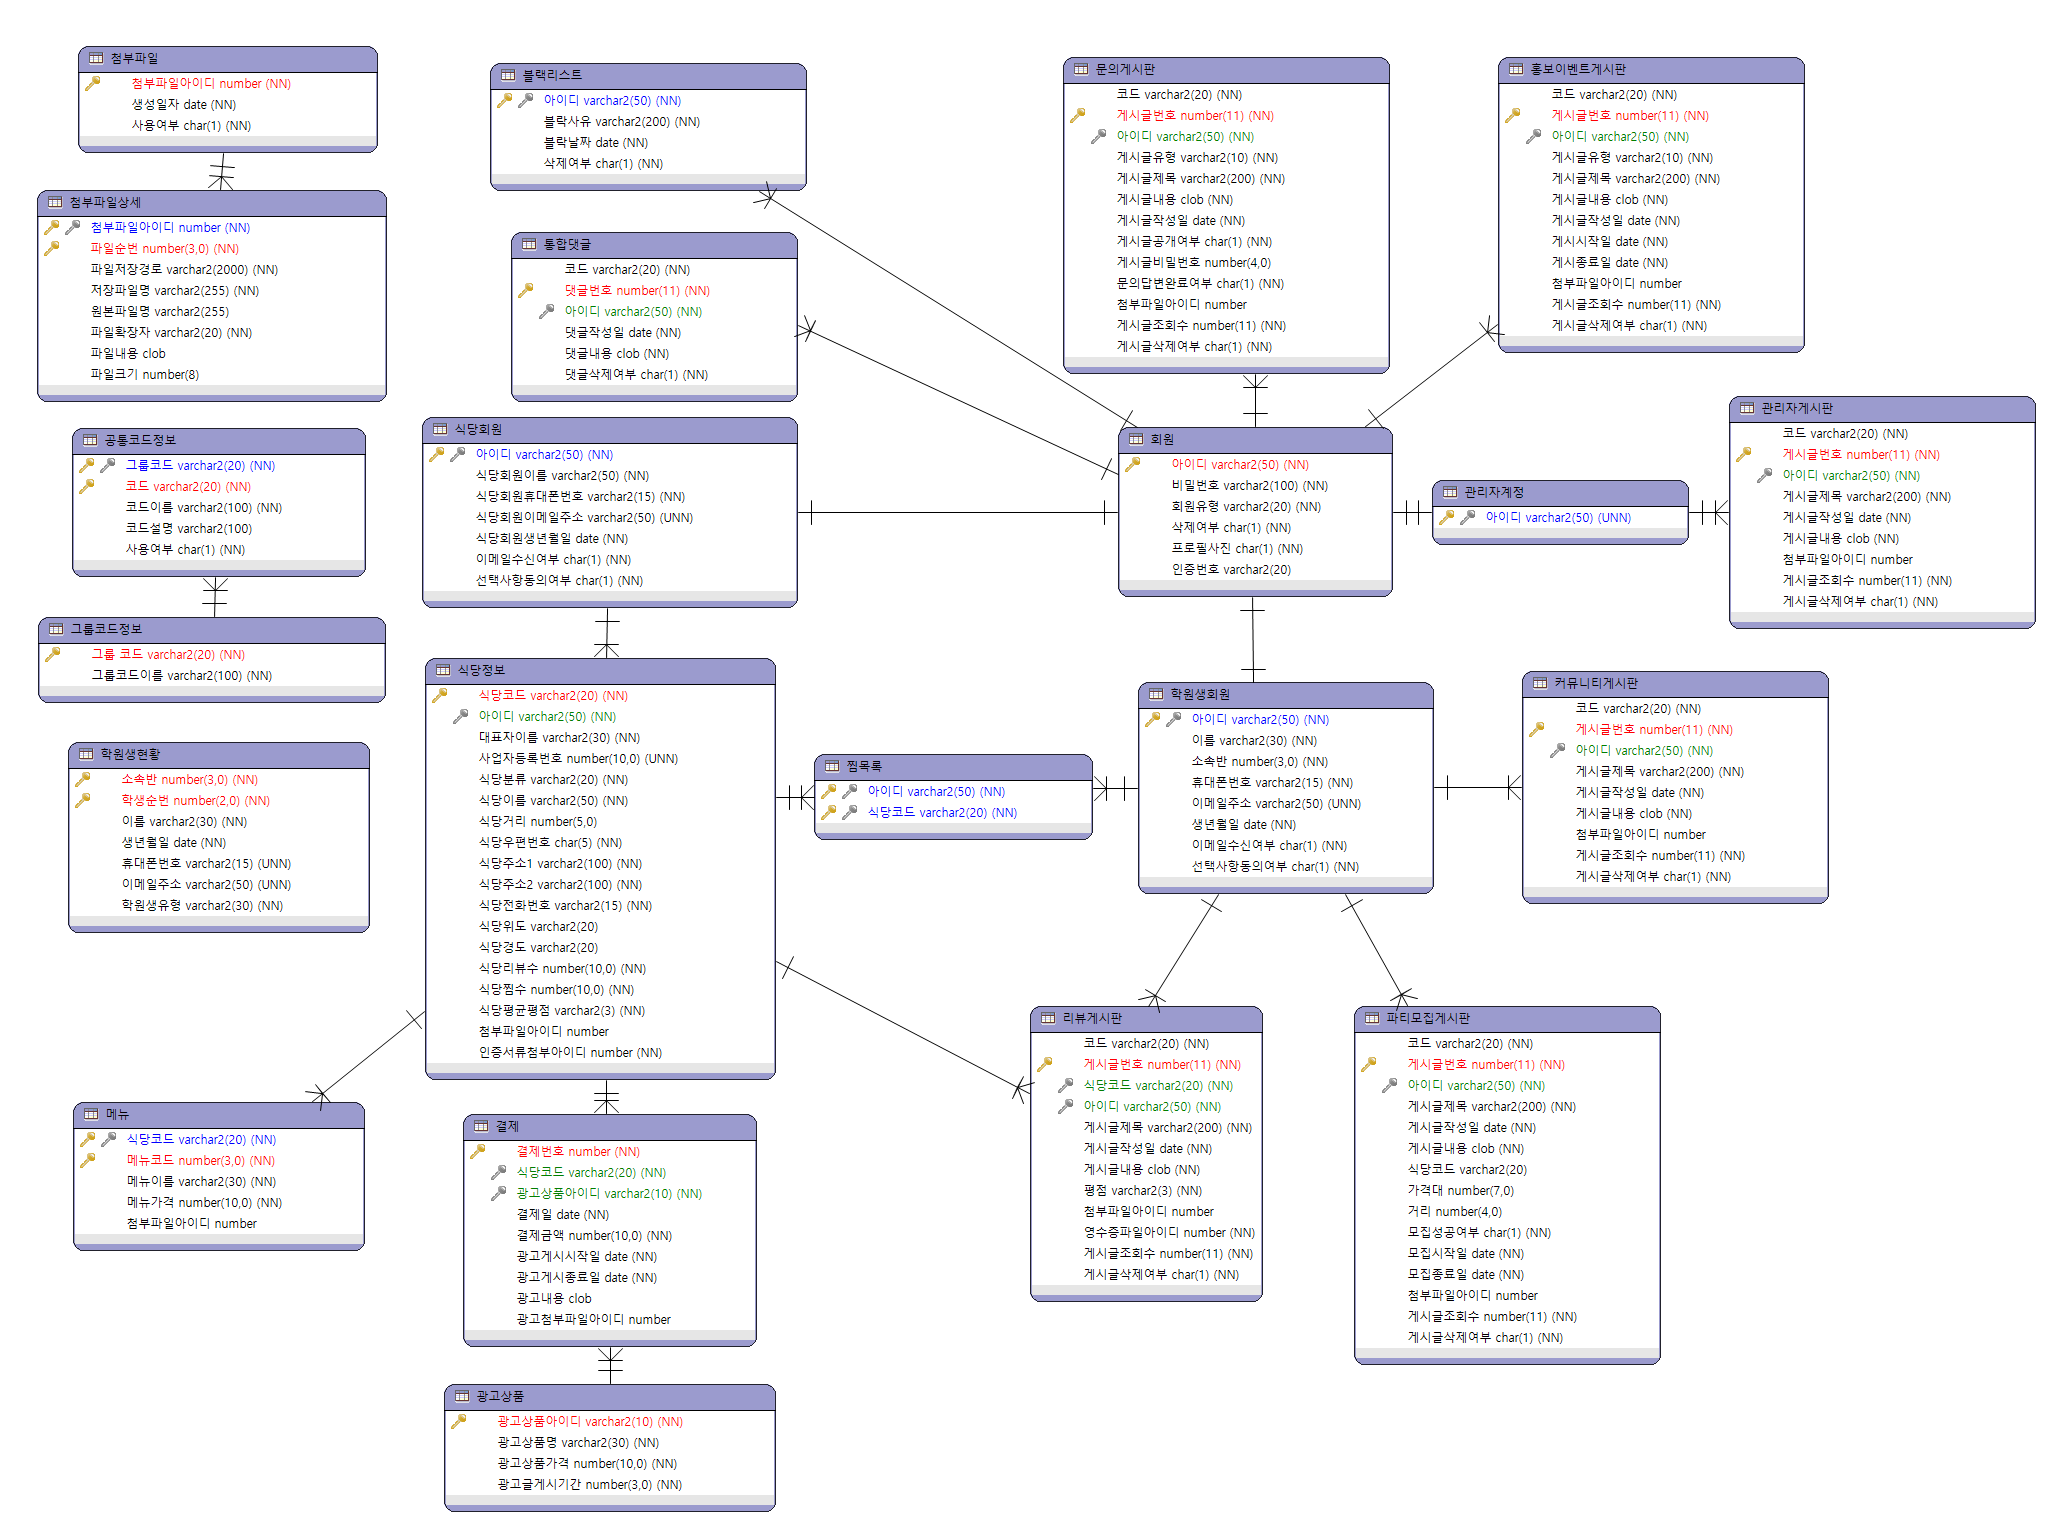 첨부파일
첨부파일아이디 number (NN)
생성일자 date (NN)
사용여부 char(1) (NN)
첨부파일상세
첨부파일아이디 number (NN)
파일순번 number(3,0) (NN)
파일저장경로 varchar2(2000) (NN)
저장파일명 varchar2(255) (NN)
원본파일명 varchar2(255)
파일확장자 varchar2(20) (NN)
파일내용 clob
파일크기 number(8)
공통코드정보
그룹코드 varchar2(20) (NN)
코드 varchar2(20) (NN)
코드이름 varchar2(100) (NN)
코드설명 varchar2(100)
사용여부 char(1) (NN)
그룹코드정보
그룹 코드 varchar2(20) (NN)
그룹코드이름 varchar2(100) (NN)
학원생현황
소속반 number(3,0) (NN)
학생순번 number(2,0) (NN)
이름 varchar2(30) (NN)
생년월일 date (NN)
휴대폰번호 varchar2(15) (UNN)
이메일주소 varchar2(50) (UNN)
학원생유형 varchar2(30) (NN)
메뉴
식당코드 varchar2(20) (NN)
메뉴코드 number(3,0) (NN)
메뉴이름 varchar2(30) (NN)
메뉴가격 number(10,0) (NN)
첨부파일아이디 number
블랙리스트
아이디 varchar2(50) (NN)
블락사유 varchar2(200) (NN)
블락날짜 date (NN)
삭제여부 char(1) (NN)
통합댓글
코드 varchar2(20) (NN)
댓글번호 number(11) (NN)
아이디 varchar2(50) (NN)
댓글작성일 date (NN)
댓글내용 clob (NN)
댓글삭제여부 char(1) (NN)
식당회원
아이디 varchar2(50) (NN)
식당회원이름 varchar2(50) (NN)
식당회원휴대폰번호 varchar2(15) (NN)
식당회원이메일주소 varchar2(50) (UNN)
식당회원생년월일 date (NN)
이메일수신여부 char(1) (NN)
선택사항동의여부 char(1) (NN)
식당정보
식당코드 varchar2(20) (NN)
아이디 varchar2(50) (NN)
대표자이름 varchar2(30) (NN)
사업자등록번호 number(10,0) (UNN)
식당분류 varchar2(20) (NN)
식당이름 varchar2(50) (NN)
식당거리 number(5,0)
식당우편번호 char(5) (NN)
식당주소1 varchar2(100) (NN)
식당주소2 varchar2(100) (NN)
식당전화번호 varchar2(15) (NN)
식당위도 varchar2(20)
식당경도 varchar2(20)
식당리뷰수 number(10,0) (NN)
식당찜수 number(10,0) (NN)
식당평균평점 varchar2(3) (NN)
첨부파일아이디 number
인증서류첨부아이디 number (NN)
결제
결제번호 number (NN)
식당코드 varchar2(20) (NN)
광고상품아이디 varchar2(10) (NN)
결제일 date (NN)
결제금액 number(10,0) (NN)
광고게시시작일 date (NN)
광고게시종료일 date (NN)
광고내용 clob
광고첨부파일아이디 number
광고상품
광고상품아이디 varchar2(10) (NN)
광고상품명 varchar2(30) (NN)
광고상품가격 number(10,0) (NN)
광고글게시기간 number(3,0) (NN)
찜목록
아이디 varchar2(50) (NN)
식당코드 varchar2(20) (NN)
문의게시판
코드 varchar2(20) (NN)
게시글번호 number(11) (NN)
아이디 varchar2(50) (NN)
게시글유형 varchar2(10) (NN)
게시글제목 varchar2(200) (NN)
게시글내용 clob (NN)
게시글작성일 date (NN)
게시글공개여부 char(1) (NN)
게시글비밀번호 number(4,0)
문의답변완료여부 char(1) (NN)
첨부파일아이디 number
게시글조회수 number(11) (NN)
게시글삭제여부 char(1) (NN)
회원
아이디 varchar2(50) (NN)
비밀번호 varchar2(100) (NN)
회원유형 varchar2(20) (NN)
삭제여부 char(1) (NN)
프로필사진 char(1) (NN)
인증번호 varchar2(20)
학원생회원
아이디 varchar2(50) (NN)
이름 varchar2(30) (NN)
소속반 number(3,0) (NN)
휴대폰번호 varchar2(15) (NN)
이메일주소 varchar2(50) (UNN)
생년월일 date (NN)
이메일수신여부 char(1) (NN)
선택사항동의여부 char(1) (NN)
리뷰게시판
코드 varchar2(20) (NN)
게시글번호 number(11) (NN)
식당코드 varchar2(20) (NN)
아이디 varchar2(50) (NN)
게시글제목 varchar2(200) (NN)
게시글작성일 date (NN)
게시글내용 clob (NN)
평점 varchar2(3) (NN)
첨부파일아이디 number
영수증파일아이디 number (NN)
게시글조회수 number(11) (NN)
게시글삭제여부 char(1) (NN)
홍보이벤트게시판
코드 varchar2(20) (NN)
게시글번호 number(11) (NN)
아이디 varchar2(50) (NN)
게시글유형 varchar2(10) (NN)
게시글제목 varchar2(200) (NN)
게시글내용 clob (NN)
게시글작성일 date (NN)
게시시작일 date (NN)
게시종료일 date (NN)
첨부파일아이디 number
게시글조회수 number(11) (NN)
게시글삭제여부 char(1) (NN)
관리자계정
아이디 varchar2(50) (UNN)
관리자게시판
코드 varchar2(20) (NN)
게시글번호 number(11) (NN)
아이디 varchar2(50) (NN)
게시글제목 varchar2(200) (NN)
게시글작성일 date (NN)
게시글내용 clob (NN)
첨부파일아이디 number
게시글조회수 number(11) (NN)
게시글삭제여부 char(1) (NN)
커뮤니티게시판
코드 varchar2(20) (NN)
게시글번호 number(11) (NN)
아이디 varchar2(50) (NN)
게시글제목 varchar2(200) (NN)
게시글작성일 date (NN)
게시글내용 clob (NN)
첨부파일아이디 number
게시글조회수 number(11) (NN)
게시글삭제여부 char(1) (NN)
파티모집게시판
코드 varchar2(20) (NN)
게시글번호 number(11) (NN)
아이디 varchar2(50) (NN)
게시글제목 varchar2(200) (NN)
게시글작성일 date (NN)
게시글내용 clob (NN)
식당코드 varchar2(20)
가격대 number(7,0)
거리 number(4,0)
모집성공여부 char(1) (NN)
모집시작일 date (NN)
모집종료일 date (NN)
첨부파일아이디 number
게시글조회수 number(11) (NN)
게시글삭제여부 char(1) (NN)